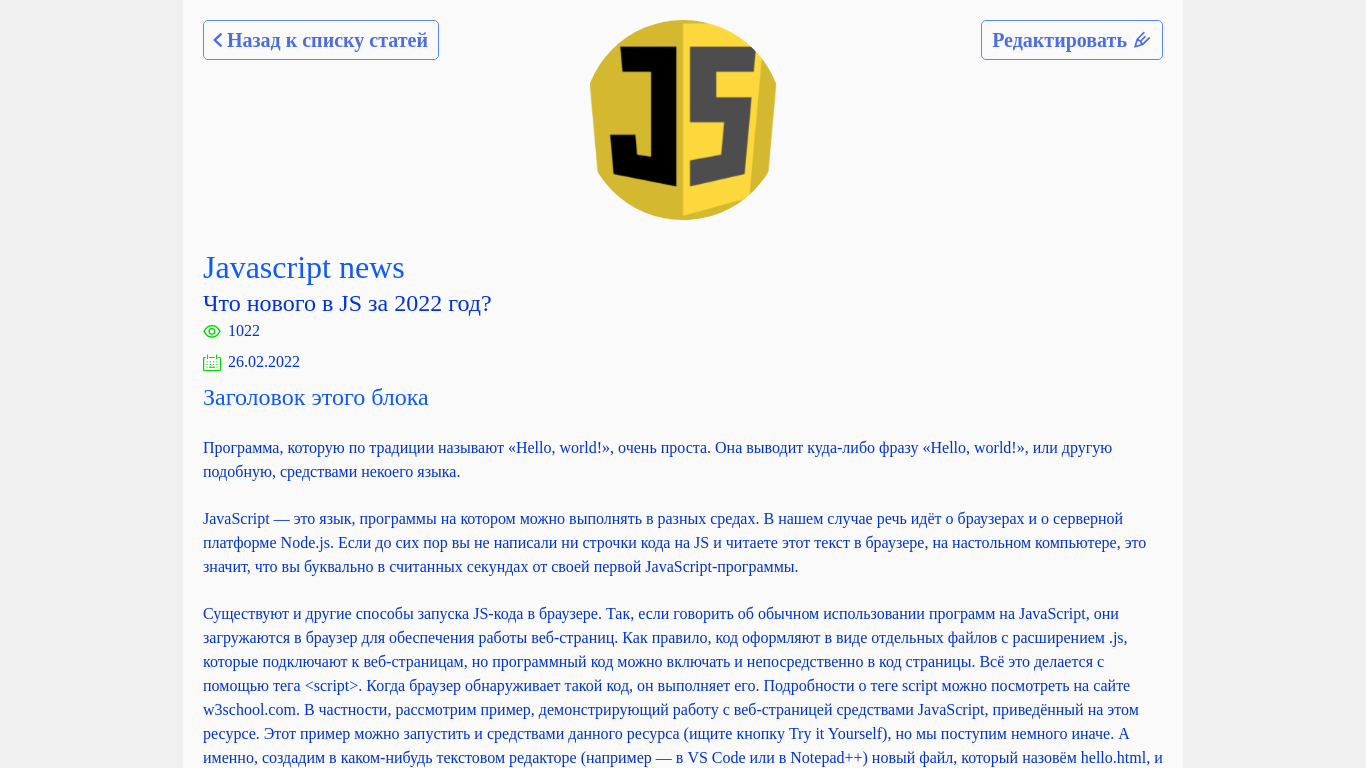 Назад к списку статей
Редактировать
JS
Javascript news
Что нового в JS за 2022 год?
1022
26.02.2022
Заголовок этого блока
Программа, которую по традиции называют «Hello, world!», очень проста. Она выводит куда-либо фразу «Hello, world!», или другую
подобную, средствами некоего языка.
JavaScript — это язык, программы на котором можно выполнять в разных средах. В нашем случае речь идёт о браузерах и о серверной
платформе Node.js. Если до сих пор вы не написали ни строчки кода на JS и читаете этот текст в браузере, на настольном компьютере, это
значит, что вы буквально в считанных секундах от своей первой JavaScript-программы.
Существуют и другие способы запуска JS-кода в браузере. Так, если говорить об обычном использовании программ на JavaScript, они
загружаются в браузер для обеспечения работы веб-страниц. Как правило, код оформляют в виде отдельных файлов с расширением .js,
которые подключают к веб-страницам, но программный код можно включать и непосредственно в код страницы. Всё это делается с
помощью тега <script>. Когда браузер обнаруживает такой код, он выполняет его. Подробности о теге script можно посмотреть на сайте
w3school.com. В частности, рассмотрим пример, демонстрирующий работу с веб-страницей средствами JavaScript, приведённый на этом
ресурсе. Этот пример можно запустить и средствами данного ресурса (ищите кнопку Try it Yourself), но мы поступим немного иначе. А
именно, создадим в каком-нибудь текстовом редакторе (например — в VS Code или в Notepad++) новый файл, который назовём hello.html, и